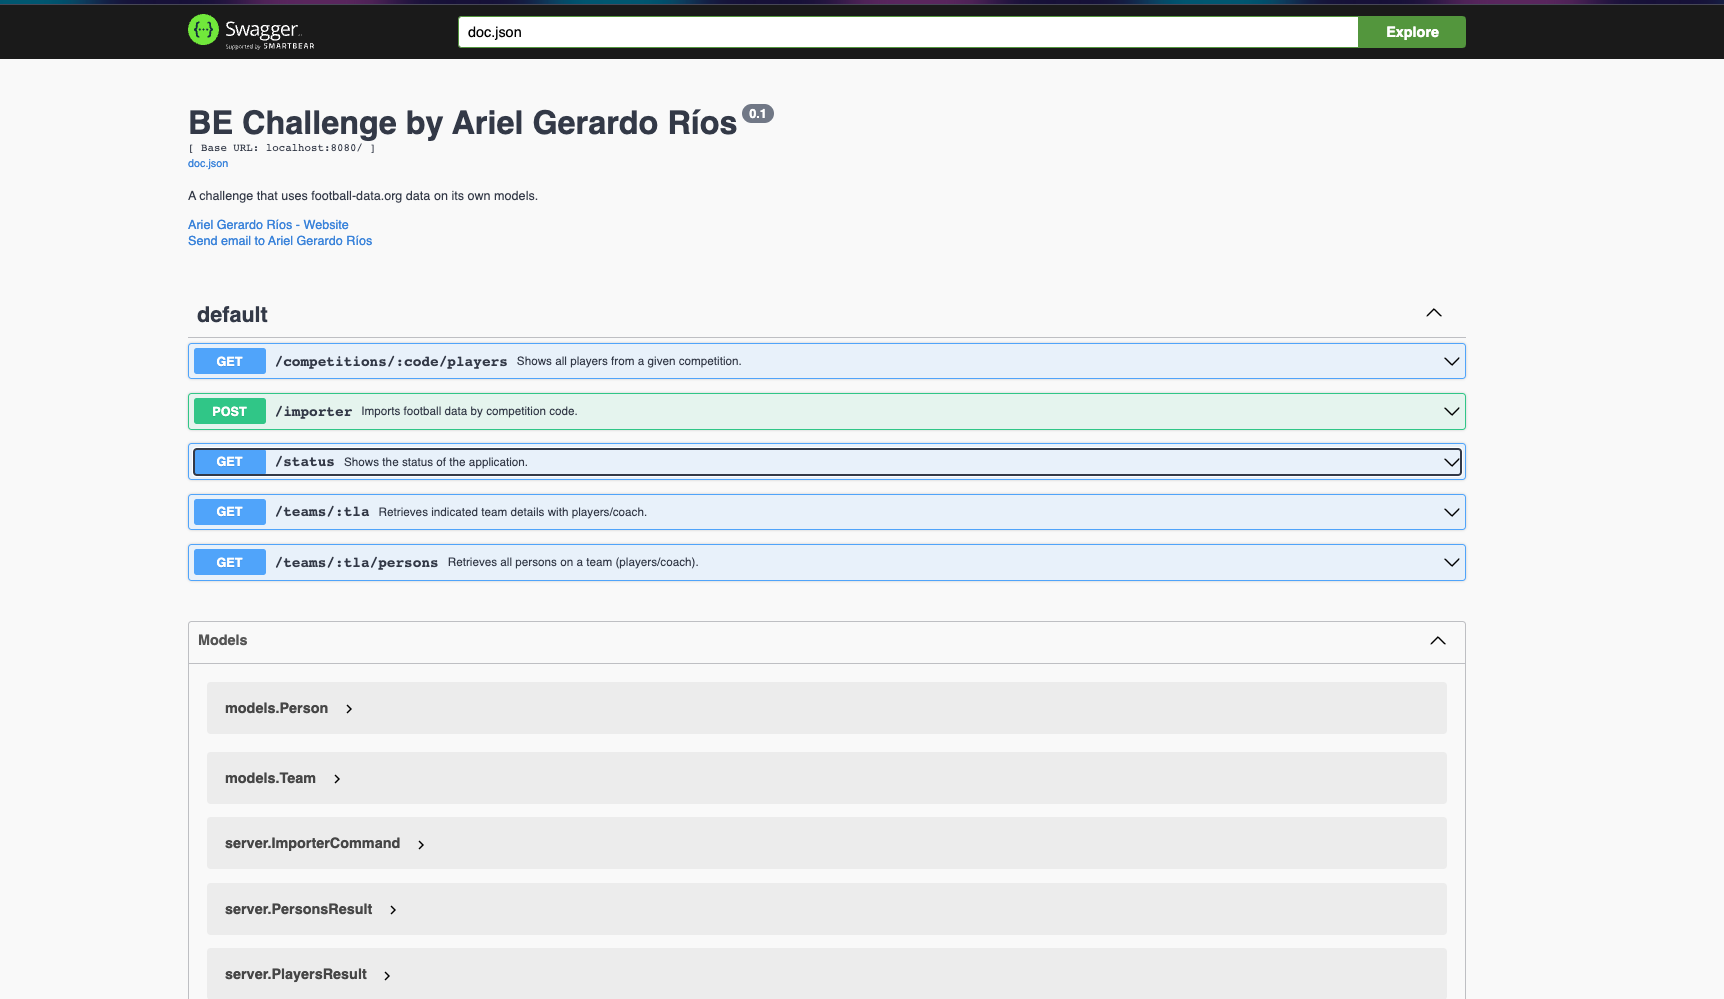 Swagger
Supported by SMARTBEAR
doc.json
Explore
BE Challenge by Ariel Gerardo Ríos 0.1
[ Base URL: localhost:8080/ ]
doc.json
A challenge that uses football-data.org data on its own models.
Ariel Gerardo Ríos - Website
Send email to Ariel Gerardo Ríos
default
GET /competitions/:code/players Shows all players from a given competition.
POST /importer Imports football data by competition code.
GET /status Shows the status of the application.
GET /teams/:tla Retrieves indicated team details with players/coach.
GET /teams/:tla/persons Retrieves all persons on a team (players/coach).
Models
models.Person
models.Team
server.ImporterCommand
server.PersonsResult
server.PlayersResult